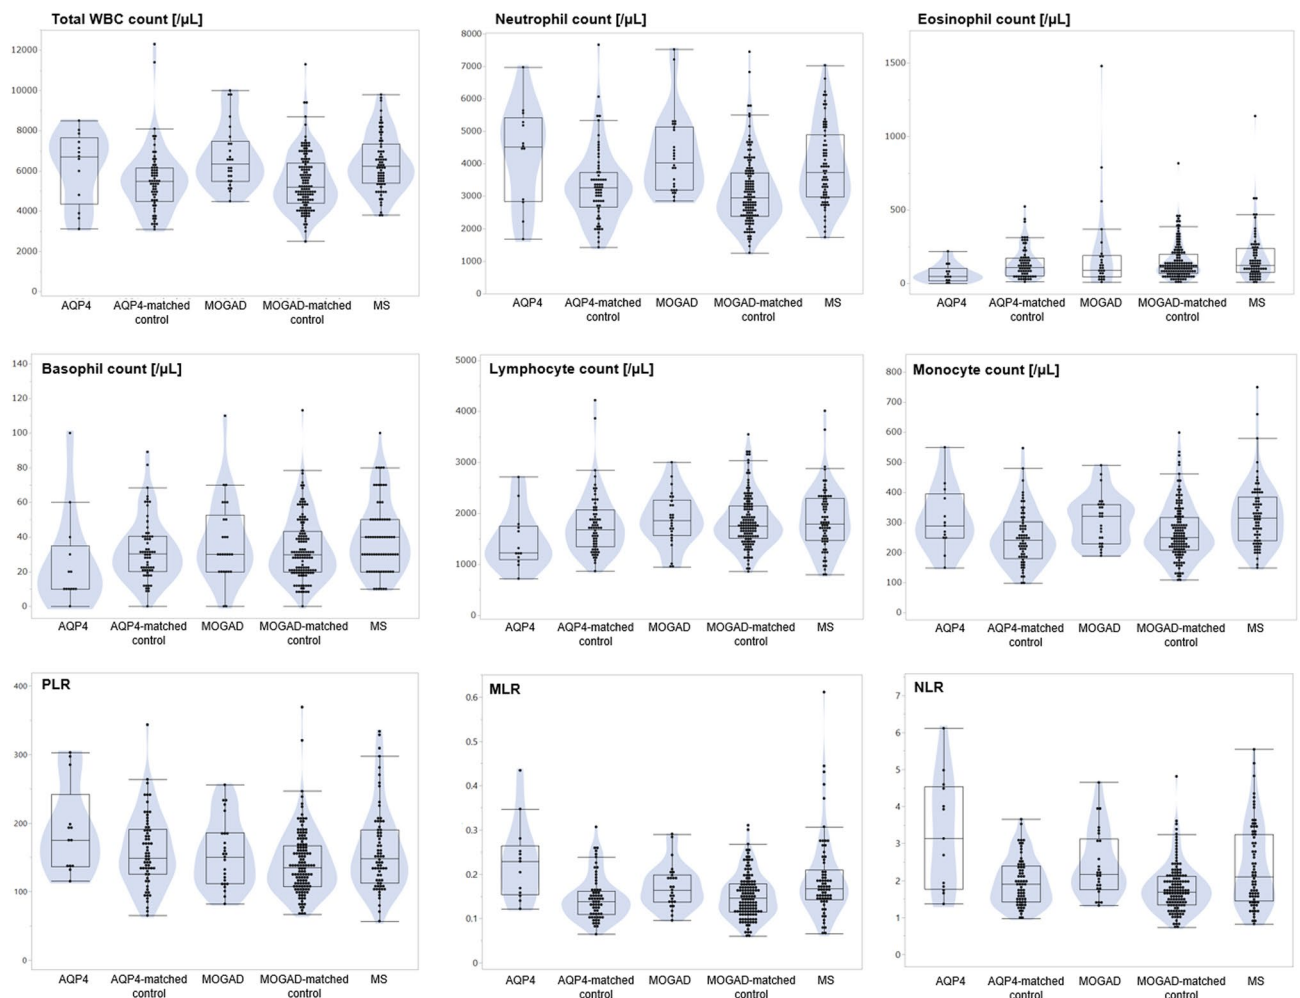 Total WBC count [/μL]
12000
10000
8000
6000
4000
2000
0
AQP4
AQP4-matched
control
MOGAD
MOGAD-matched
control
MS
Neutrophil count [/μL]
8000
7000
6000
5000
4000
3000
2000
1000
0
AQP4
AQP4-matched
control
MOGAD
MOGAD-matched
control
MS
Eosinophil count [/μL]
1500
1000
500
0
AQP4
AQP4-matched
control
MOGAD
MOGAD-matched
control
MS
Basophil count [/μL]
140
120
100
80
60
40
20
0
AQP4
AQP4-matched
control
MOGAD
MOGAD-matched
control
MS
Lymphocyte count [/μL]
5000
4000
3000
2000
1000
0
AQP4
AQP4-matched
control
MOGAD
MOGAD-matched
control
MS
Monocyte count [/μL]
800
700
600
500
400
300
200
100
0
AQP4
AQP4-matched
control
MOGAD
MOGAD-matched
control
MS
PLR
400
300
200
100
0
AQP4
AQP4-matched
control
MOGAD
MOGAD-matched
control
MS
MLR
0.6
0.5
0.4
0.3
0.2
0.1
0
AQP4
AQP4-matched
control
MOGAD
MOGAD-matched
control
MS
NLR
7
6
5
4
3
2
1
0
AQP4
AQP4-matched
control
MOGAD
MOGAD-matched
control
MS